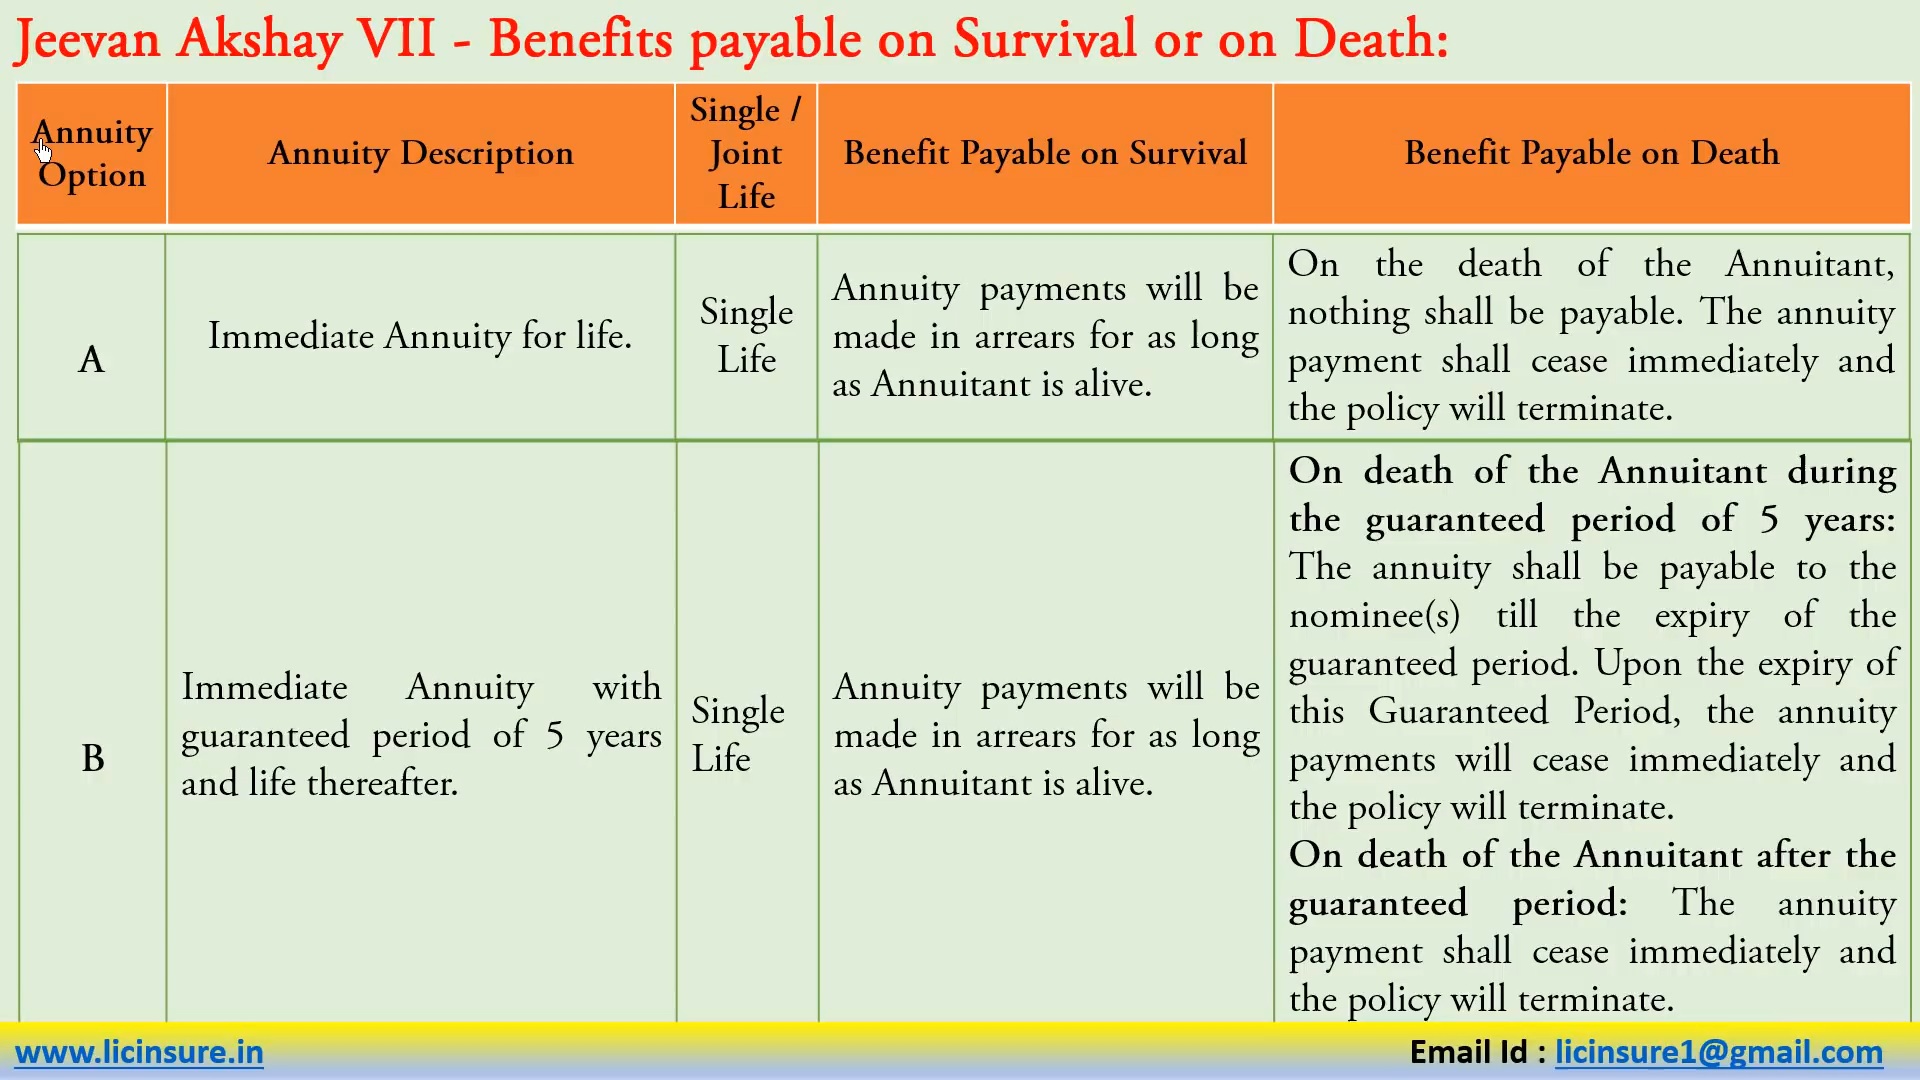 Jeevan Akshay VII - Benefits payable on Survival or on Death:
Annuity
Option
Annuity Description
Single /
Joint
Life
Benefit Payable on Survival
Benefit Payable on Death
A
Immediate Annuity for life.
Single
Life
Annuity payments will be
made in arrears for as long
as Annuitant is alive.
On the death of the Annuitant,
nothing shall be payable. The annuity
payment shall cease immediately and
the policy will terminate.
B
Immediate Annuity with
guaranteed period of 5 years
and life thereafter.
Single
Life
Annuity payments will be
made in arrears for as long
as Annuitant is alive.
On death of the Annuitant during
the guaranteed period of 5 years:
The annuity shall be payable to the
nominee(s) till the expiry of the
guaranteed period. Upon the expiry of
this Guaranteed Period, the annuity
payments will cease immediately and
the policy will terminate.
On death of the Annuitant after the
guaranteed period: The annuity
payment shall cease immediately and
the policy will terminate.
www.licinsure.in
Email Id : licinsure1@gmail.com